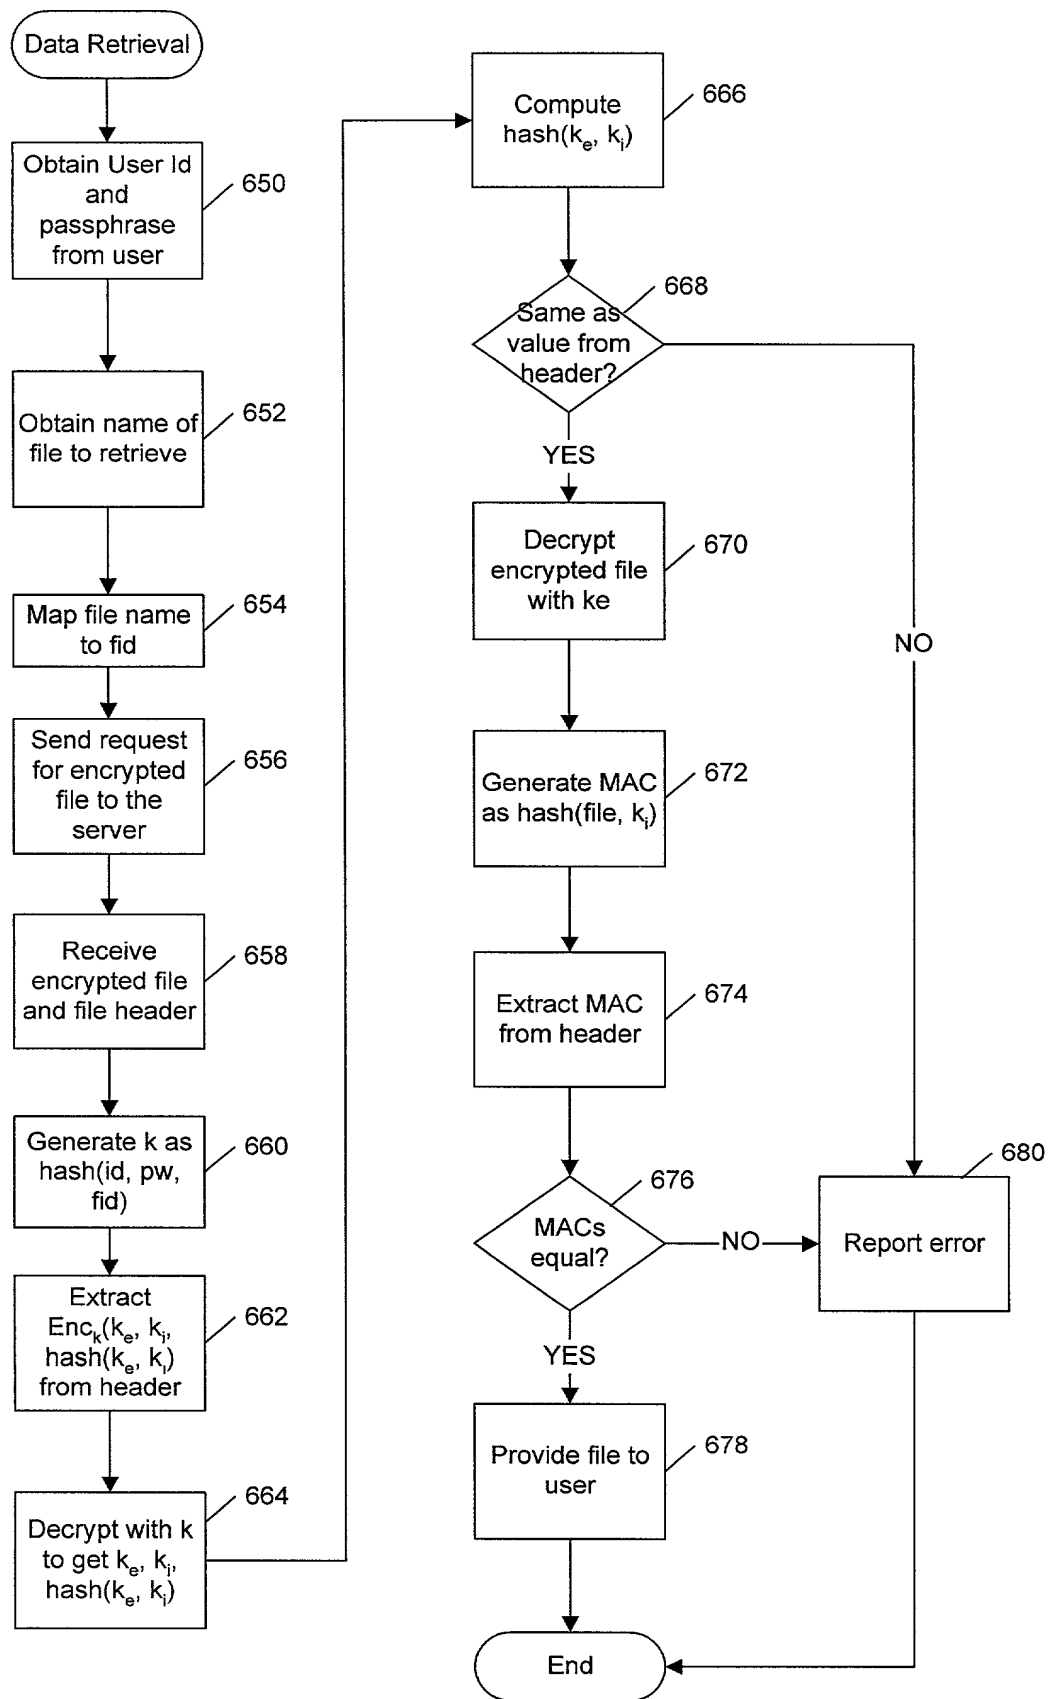 Data Retrieval
Obtain User Id
and
passphrase
from user
650
Obtain name of
file to retrieve
652
Map file name
to fid
654
Send request
for encrypted
file to the
server
656
Receive
encrypted file
and file header
658
Generate k as
hash(id, pw,
fid)
660
Extract
Enck(ke, ki,
hash(ke, ki)
from header
662
Decrypt with k
to get ke, ki,
hash(ke, ki)
664
Compute
hash(ke, ki)
666
Same as
value from
header?
668
YES
NO
Decrypt
encrypted file
with ke
670
Generate MAC
as hash(file, ki)
672
Extract MAC
from header
674
MACs
equal?
676
NO
YES
Report error
680
Provide file to
user
678
End